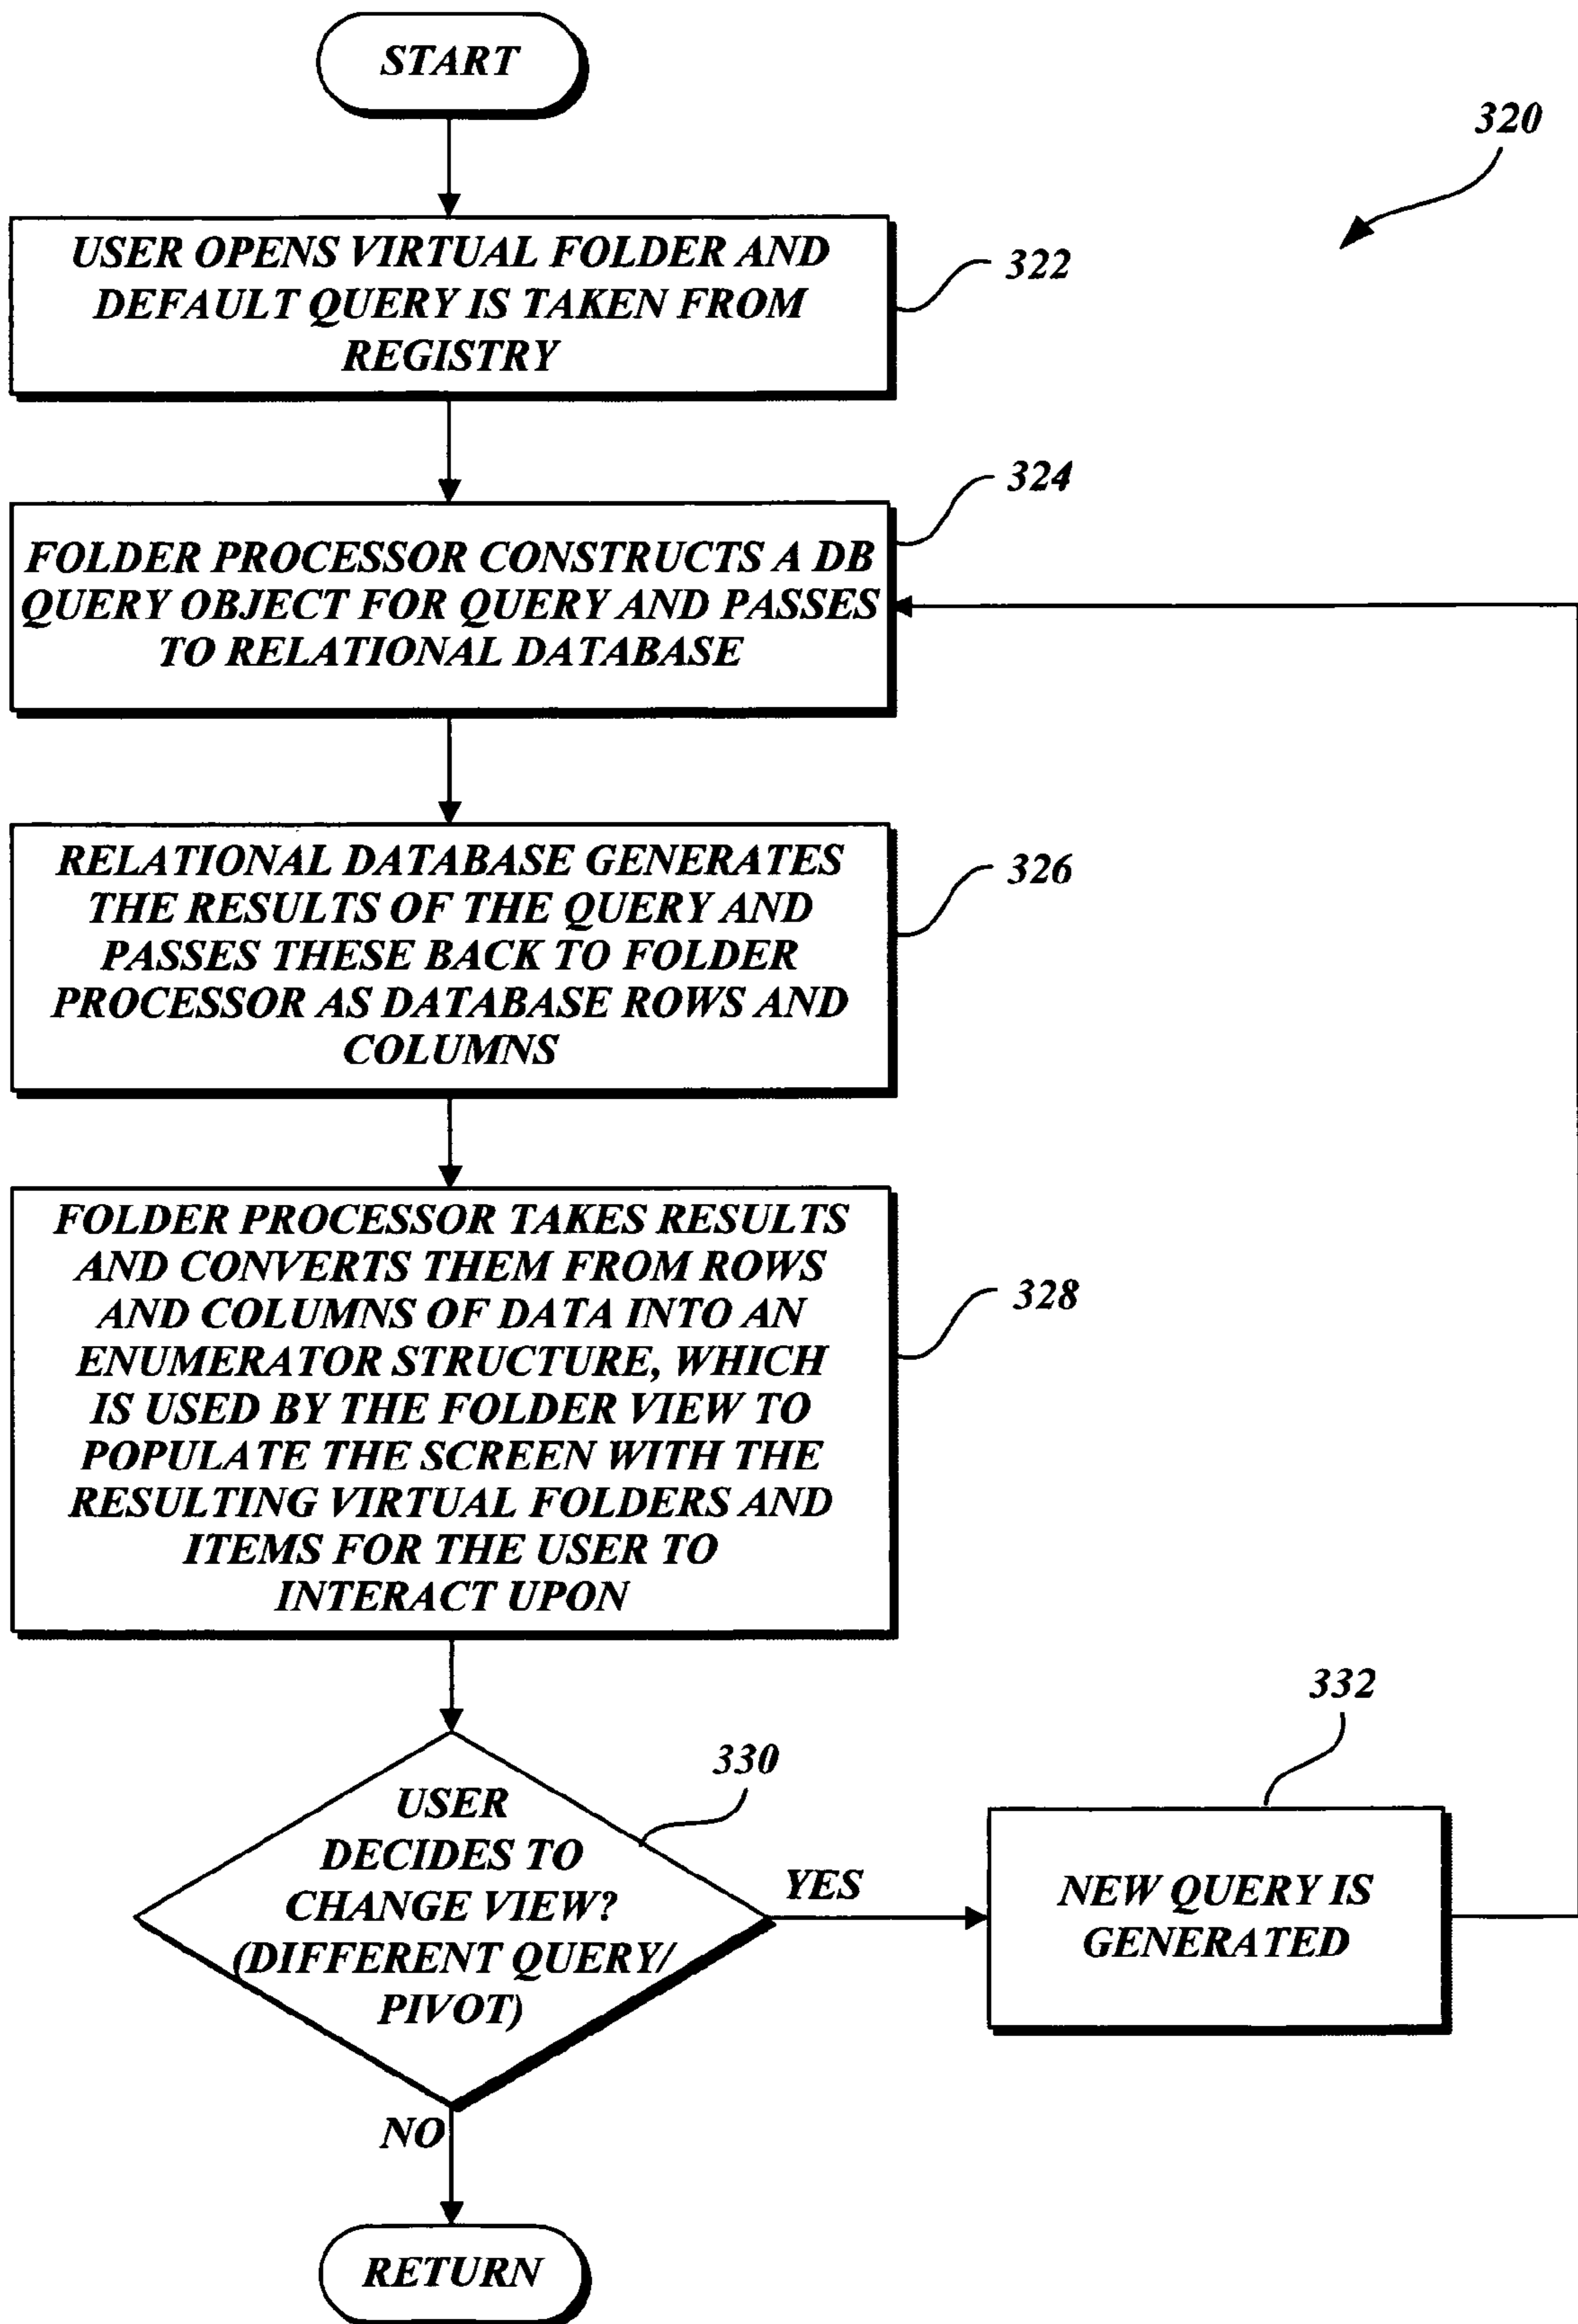 START
320
USER OPENS VIRTUAL FOLDER AND
DEFAULT QUERY IS TAKEN FROM
REGISTRY
322
324
FOLDER PROCESSOR CONSTRUCTS A DB
QUERY OBJECT FOR QUERY AND PASSES
TO RELATIONAL DATABASE
RELATIONAL DATABASE GENERATES
THE RESULTS OF THE QUERY AND
PASSES THESE BACK TO FOLDER
PROCESSOR AS DATABASE ROWS AND
COLUMNS
326
FOLDER PROCESSOR TAKES RESULTS
AND CONVERTS THEM FROM ROWS
AND COLUMNS OF DATA INTO AN
ENUMERATOR STRUCTURE, WHICH
IS USED BY THE FOLDER VIEW TO
POPULATE THE SCREEN WITH THE
RESULTING VIRTUAL FOLDERS AND
ITEMS FOR THE USER TO
INTERACT UPON
328
330
USER
DECIDES TO
CHANGE VIEW?
(DIFFERENT QUERY/
PIVOT)
YES
332
NEW QUERY IS
GENERATED
NO
RETURN